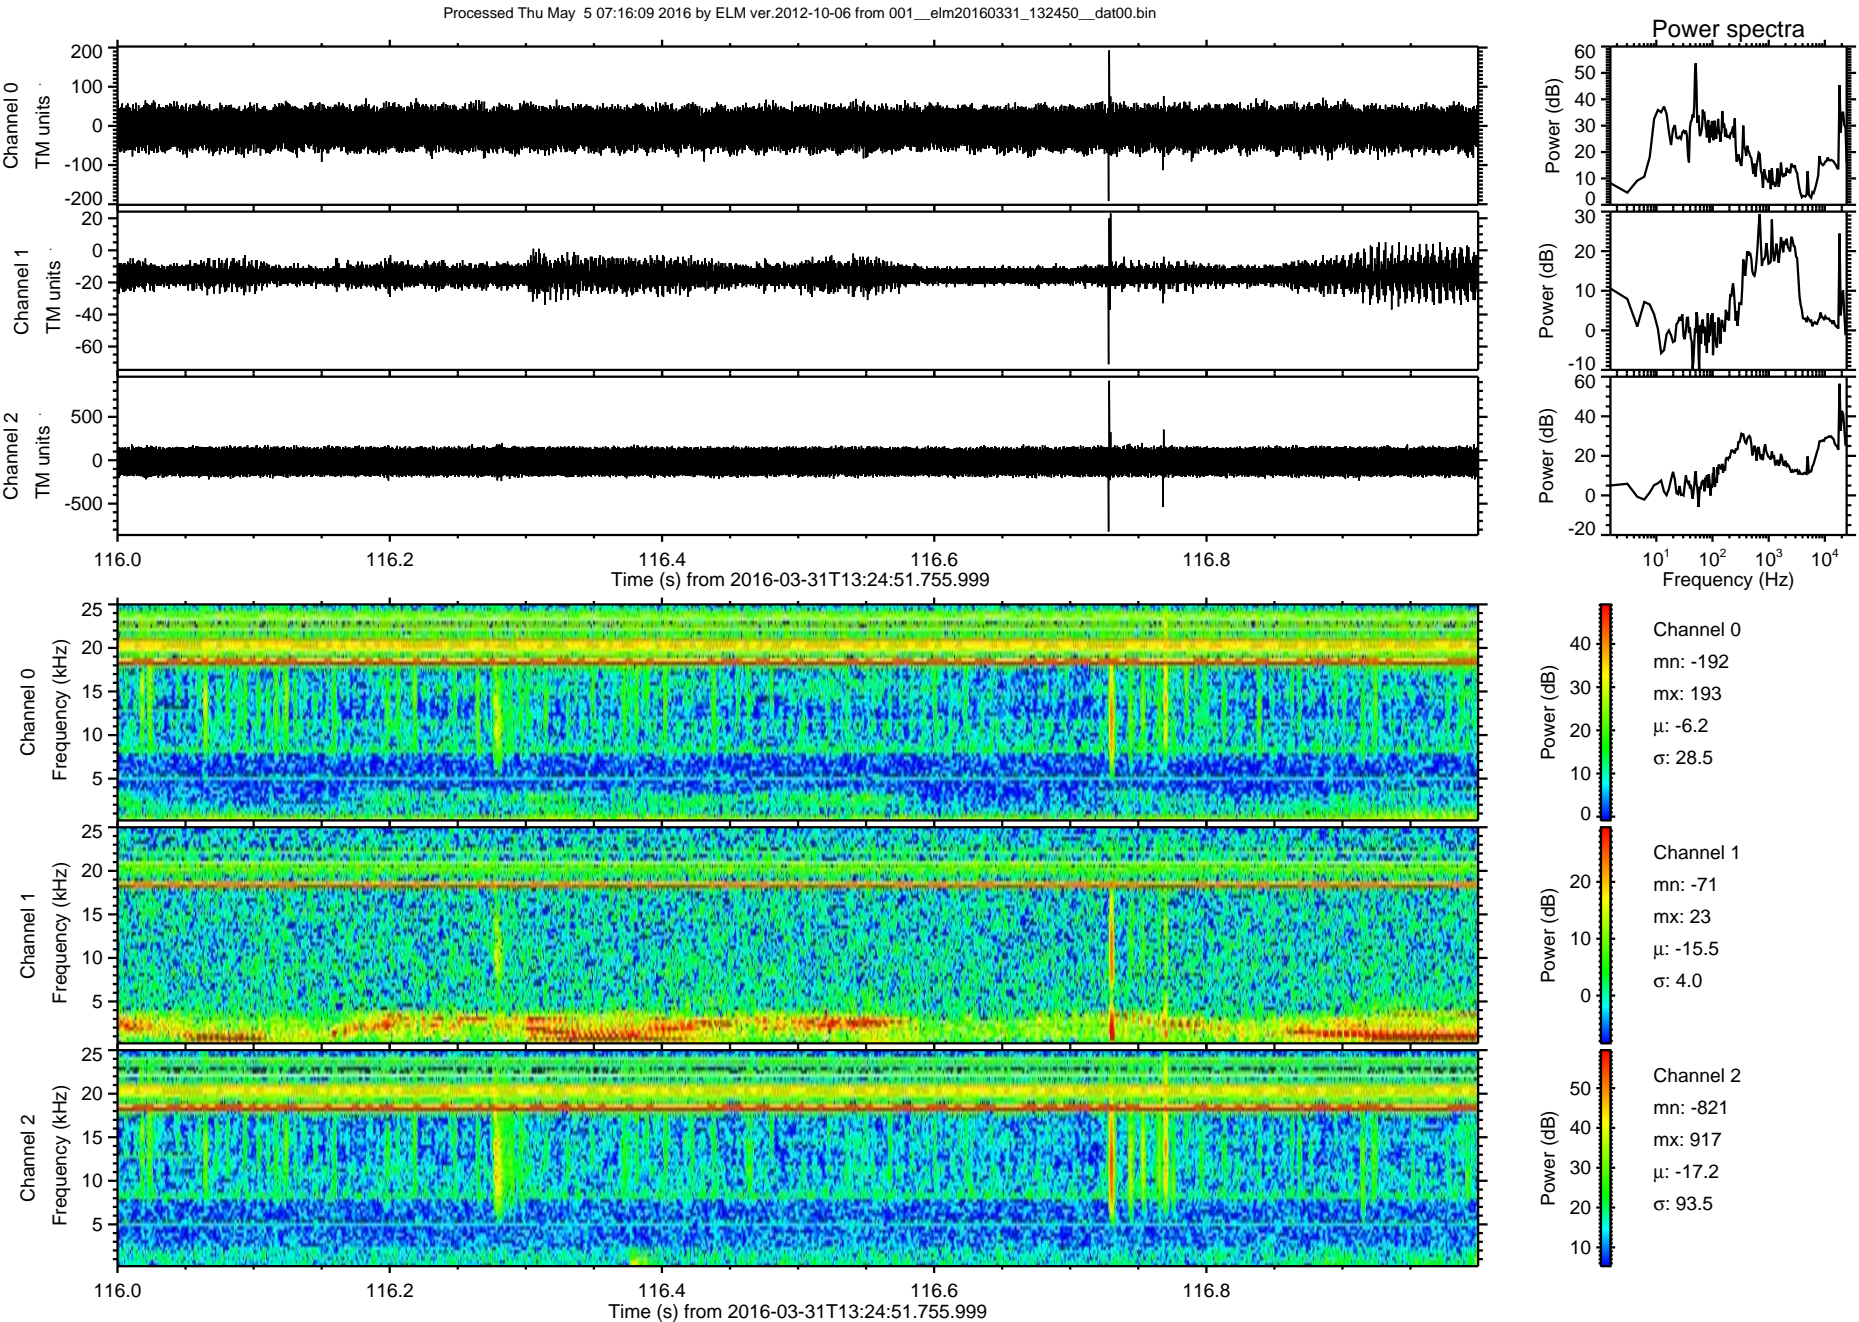 Processed Thu May  5 07:16:09 2016 by ELM ver.2012-10-06 from 001__elm20160331_132450__dat00.bin
Power spectra
Channel 0
TM units
200
100
0
-100
-200
Power (dB)
60
50
40
30
20
10
0
Channel 1
TM units
20
0
-20
-40
-60
Power (dB)
30
20
10
0
-10
Channel 2
TM units
500
0
-500
Power (dB)
60
40
20
0
-20
116.0
116.2
116.4
116.6
116.8
Time (s) from 2016-03-31T13:24:51.755.999
10^1
10^2
10^3
10^4
Frequency (Hz)
Channel 0
Frequency (kHz)
25
20
15
10
5
Power (dB)
40
30
20
10
0
Channel 0
mn: -192
mx: 193
μ: -6.2
σ: 28.5
Channel 1
Frequency (kHz)
25
20
15
10
5
Power (dB)
20
10
0
Channel 1
mn: -71
mx: 23
μ: -15.5
σ: 4.0
Channel 2
Frequency (kHz)
25
20
15
10
5
Power (dB)
50
40
30
20
10
Channel 2
mn: -821
mx: 917
μ: -17.2
σ: 93.5
116.0
116.2
116.4
116.6
116.8
Time (s) from 2016-03-31T13:24:51.755.999